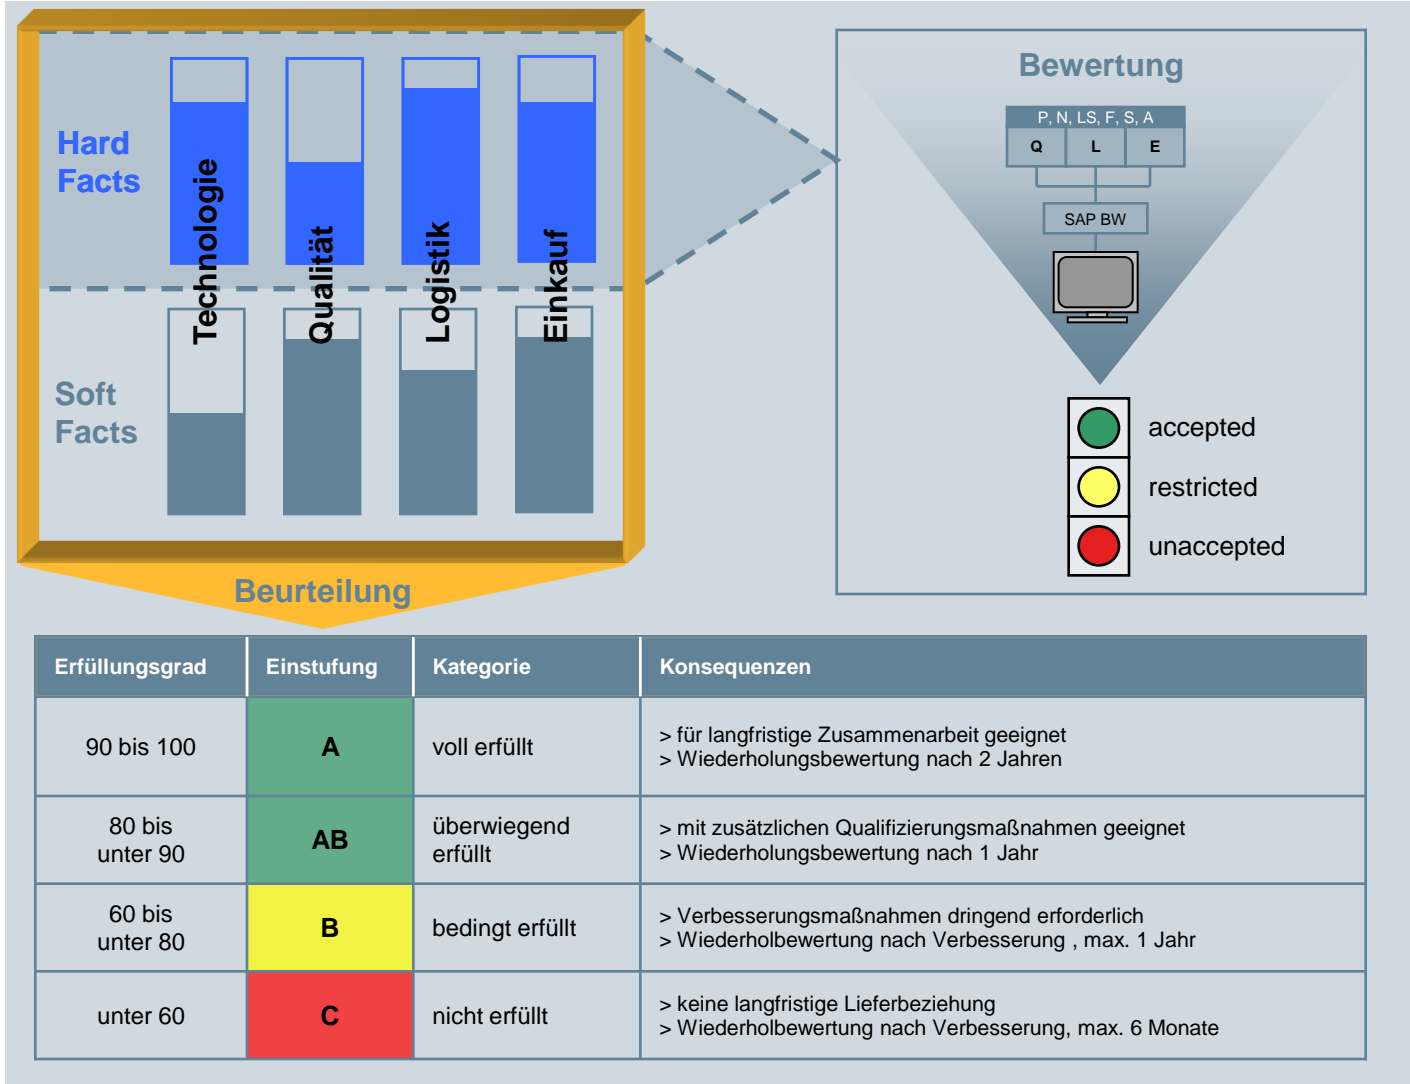 Hard
Facts
Technologie
Qualität
Logistik
Einkauf
Soft
Facts
Beurteilung
Bewertung
P, N, LS, F, S, A
Q L E
SAP BW
accepted
restricted
unaccepted
Erfüllungsgrad Einstufung Kategorie Konsequenzen
90 bis 100 A voll erfüllt
> für langfristige Zusammenarbeit geeignet
> Wiederholungsbewertung nach 2 Jahren
80 bis
unter 90
AB
überwiegend
erfüllt
> mit zusätzlichen Qualifizierungsmaßnahmen geeignet
> Wiederholungsbewertung nach 1 Jahr
60 bis
unter 80
B
bedingt erfüllt
> Verbesserungsmaßnahmen dringend erforderlich
> Wiederholbewertung nach Verbesserung , max. 1 Jahr
unter 60 C nicht erfüllt
> keine langfristige Lieferbeziehung
> Wiederholbewertung nach Verbesserung, max. 6 Monate